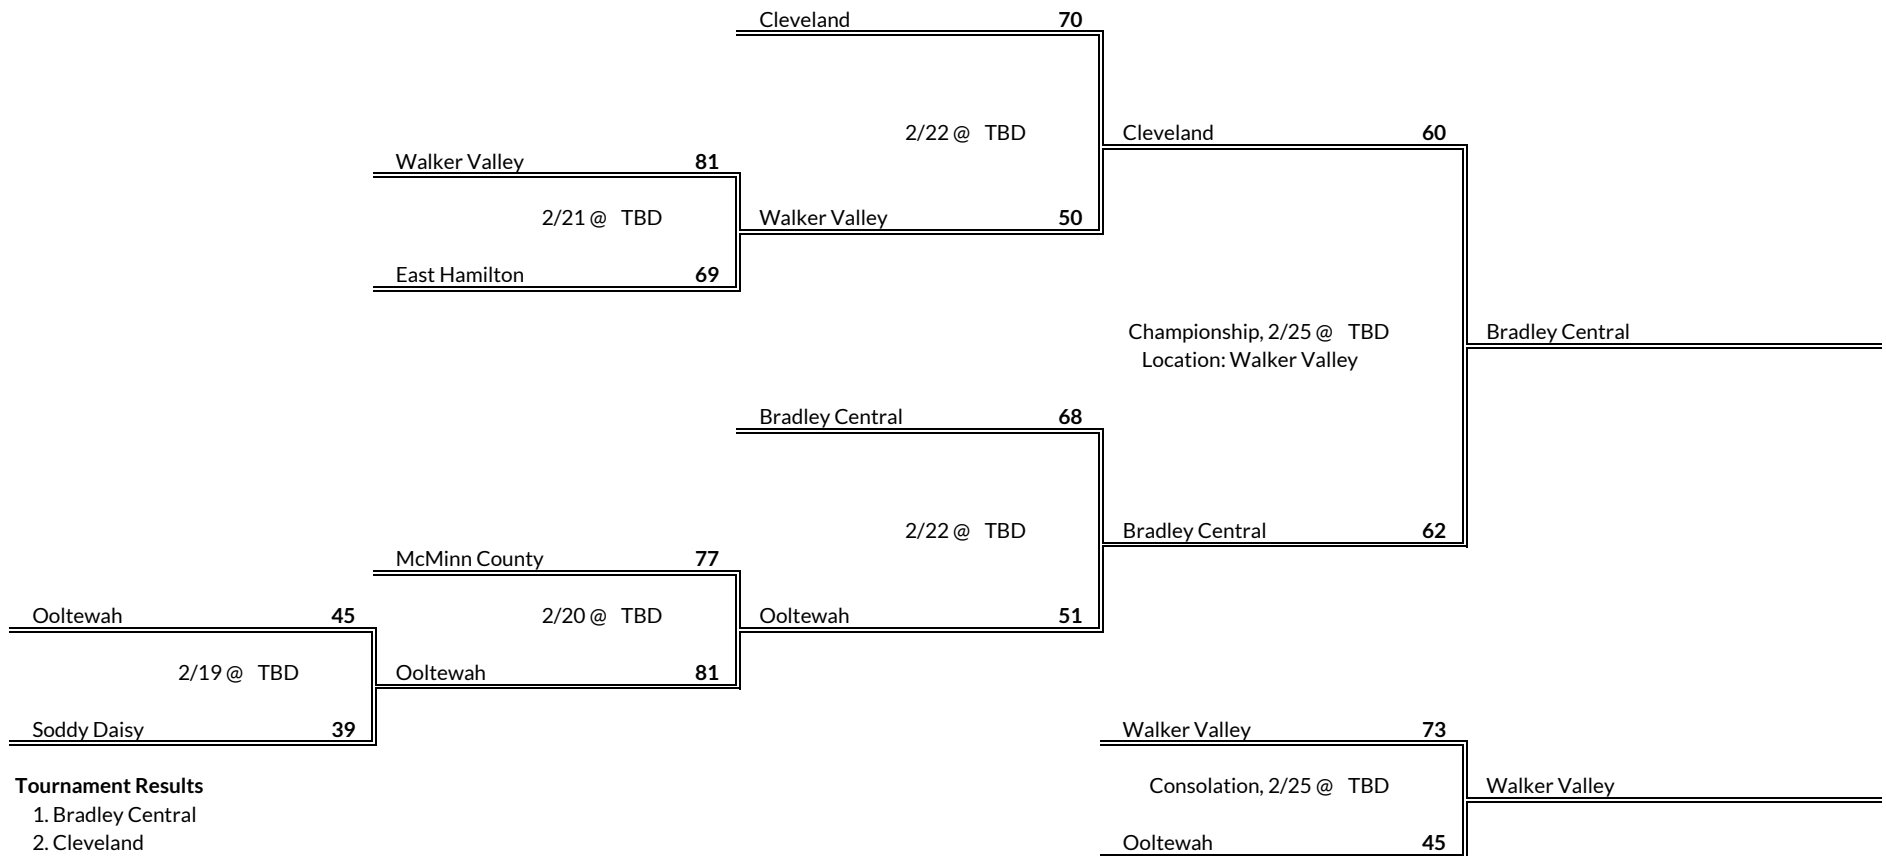 Cleveland 70
2/22 @ TBD
Cleveland 60
Walker Valley 81
2/21 @ TBD
Walker Valley 50
East Hamilton 69
Championship, 2/25 @ TBD
Location: Walker Valley
Bradley Central
Bradley Central 68
2/22 @ TBD
Bradley Central 62
McMinn County 77
Ooltewah 45
2/20 @ TBD
Ooltewah 51
2/19 @ TBD
Ooltewah 81
Soddy Daisy 39
Walker Valley 73
Tournament Results
Consolation, 2/25 @ TBD
Walker Valley
1. Bradley Central
2. Cleveland
Ooltewah 45